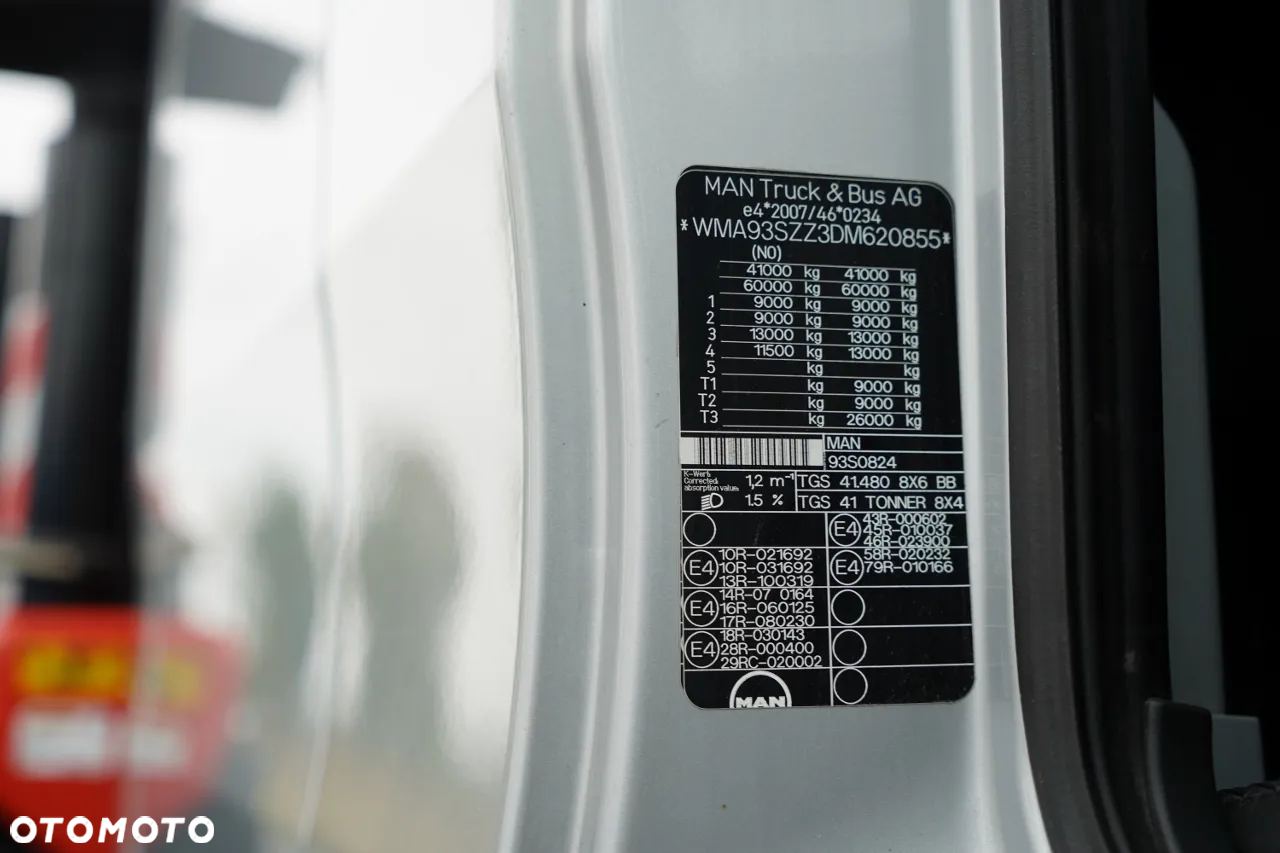 MAN Truck & Bus AG
e4*2007/46*0234
*WMA93SZZ3DM620855*
(NO)
41000 kg 41000 kg
60000 kg 60000 kg
1 9000 kg 9000 kg
2 9000 kg 9000 kg
3 13000 kg 13000 kg
4 11500 kg 13000 kg
5 kg kg
T1 kg 9000 kg
T2 kg 9000 kg
T3 kg 26000 kg
MAN
93S0824
K-Wert
Corrected
absorption value
1,2 m⁻¹
TGS 41.480 8X6 BB
1.5 %
TGS 41 TONNER 8X4
E4
43R-000602
45R-010037
46R-023900
E4
10R-021692
10R-031692
13R-100319
E4
58R-020232
79R-010166
E4
14R-07 0164
16R-060125
17R-080230
E4
18R-030143
28R-000400
29RC-020002
MAN
OTOMOTO